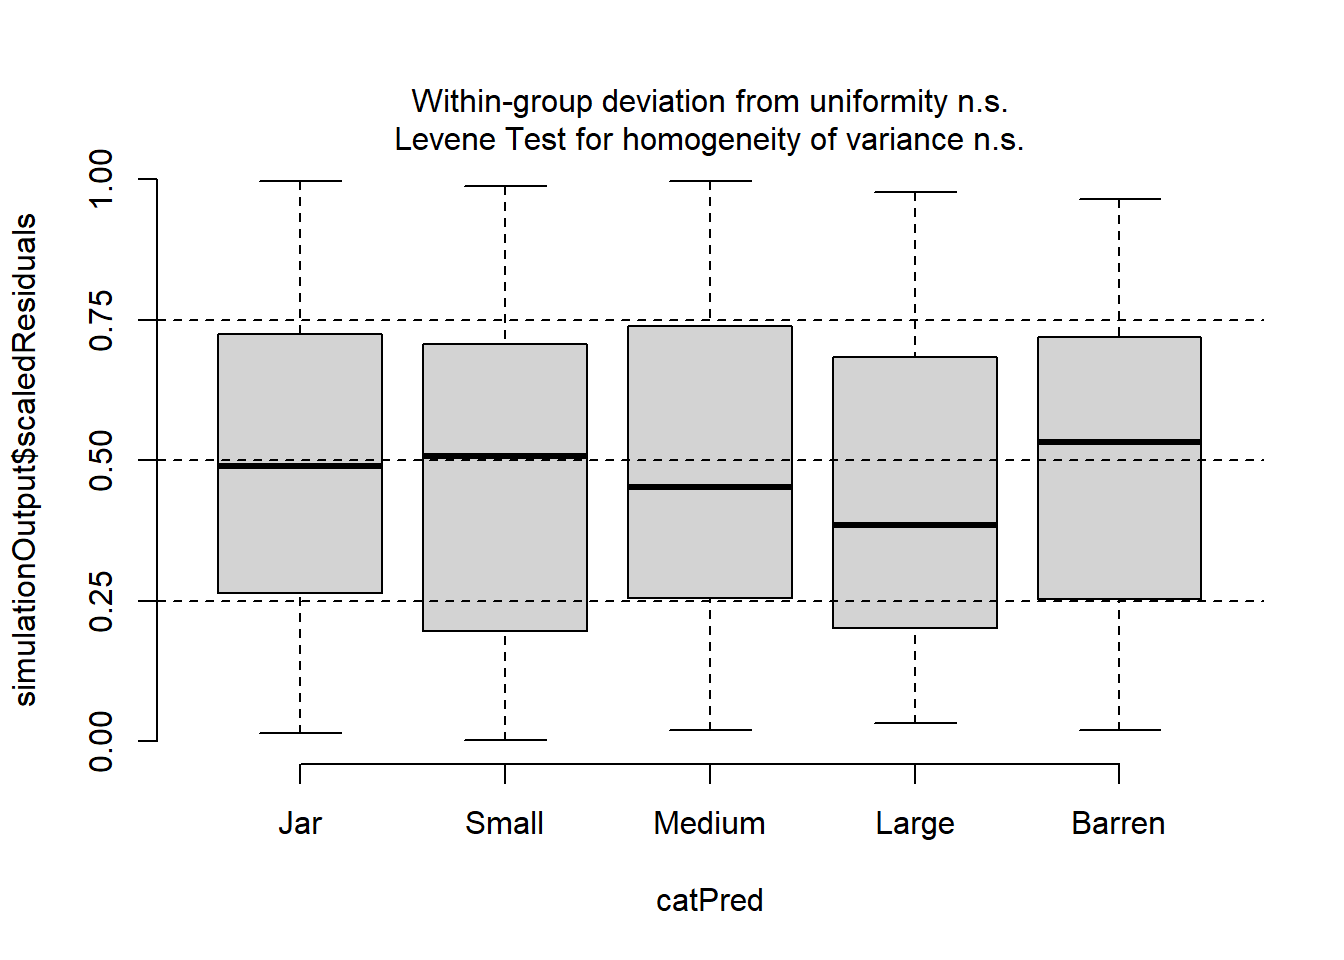 Within-group deviation from uniformity n.s.
Levene Test for homogeneity of variance n.s.
simulationOutput$scaledResiduals
1.00
0.75
0.50
0.25
0.00
Jar Small Medium Large Barren
catPred